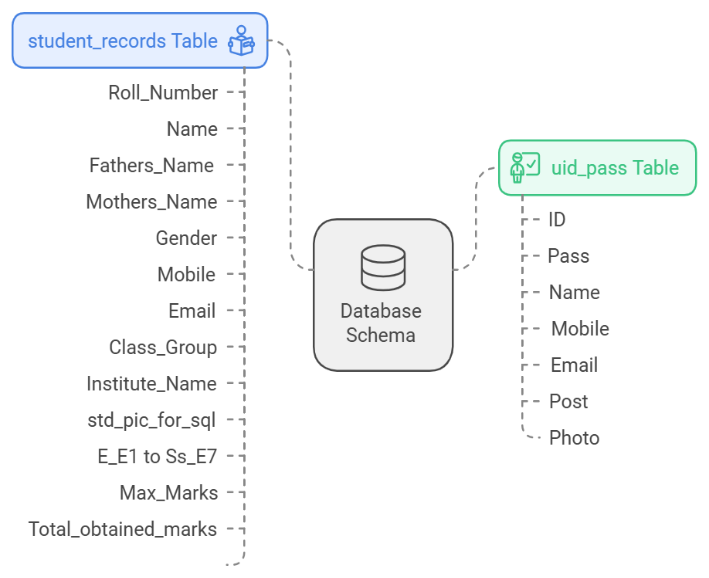 student_records Table
Roll_Number
Name
Fathers_Name
Mothers_Name
Gender
Mobile
Email
Class_Group
Institute_Name
std_pic_for_sql
E_E1 to Ss_E7
Max_Marks
Total_obtained_marks
Database
Schema
uid_pass Table
ID
Pass
Name
Mobile
Email
Post
Photo